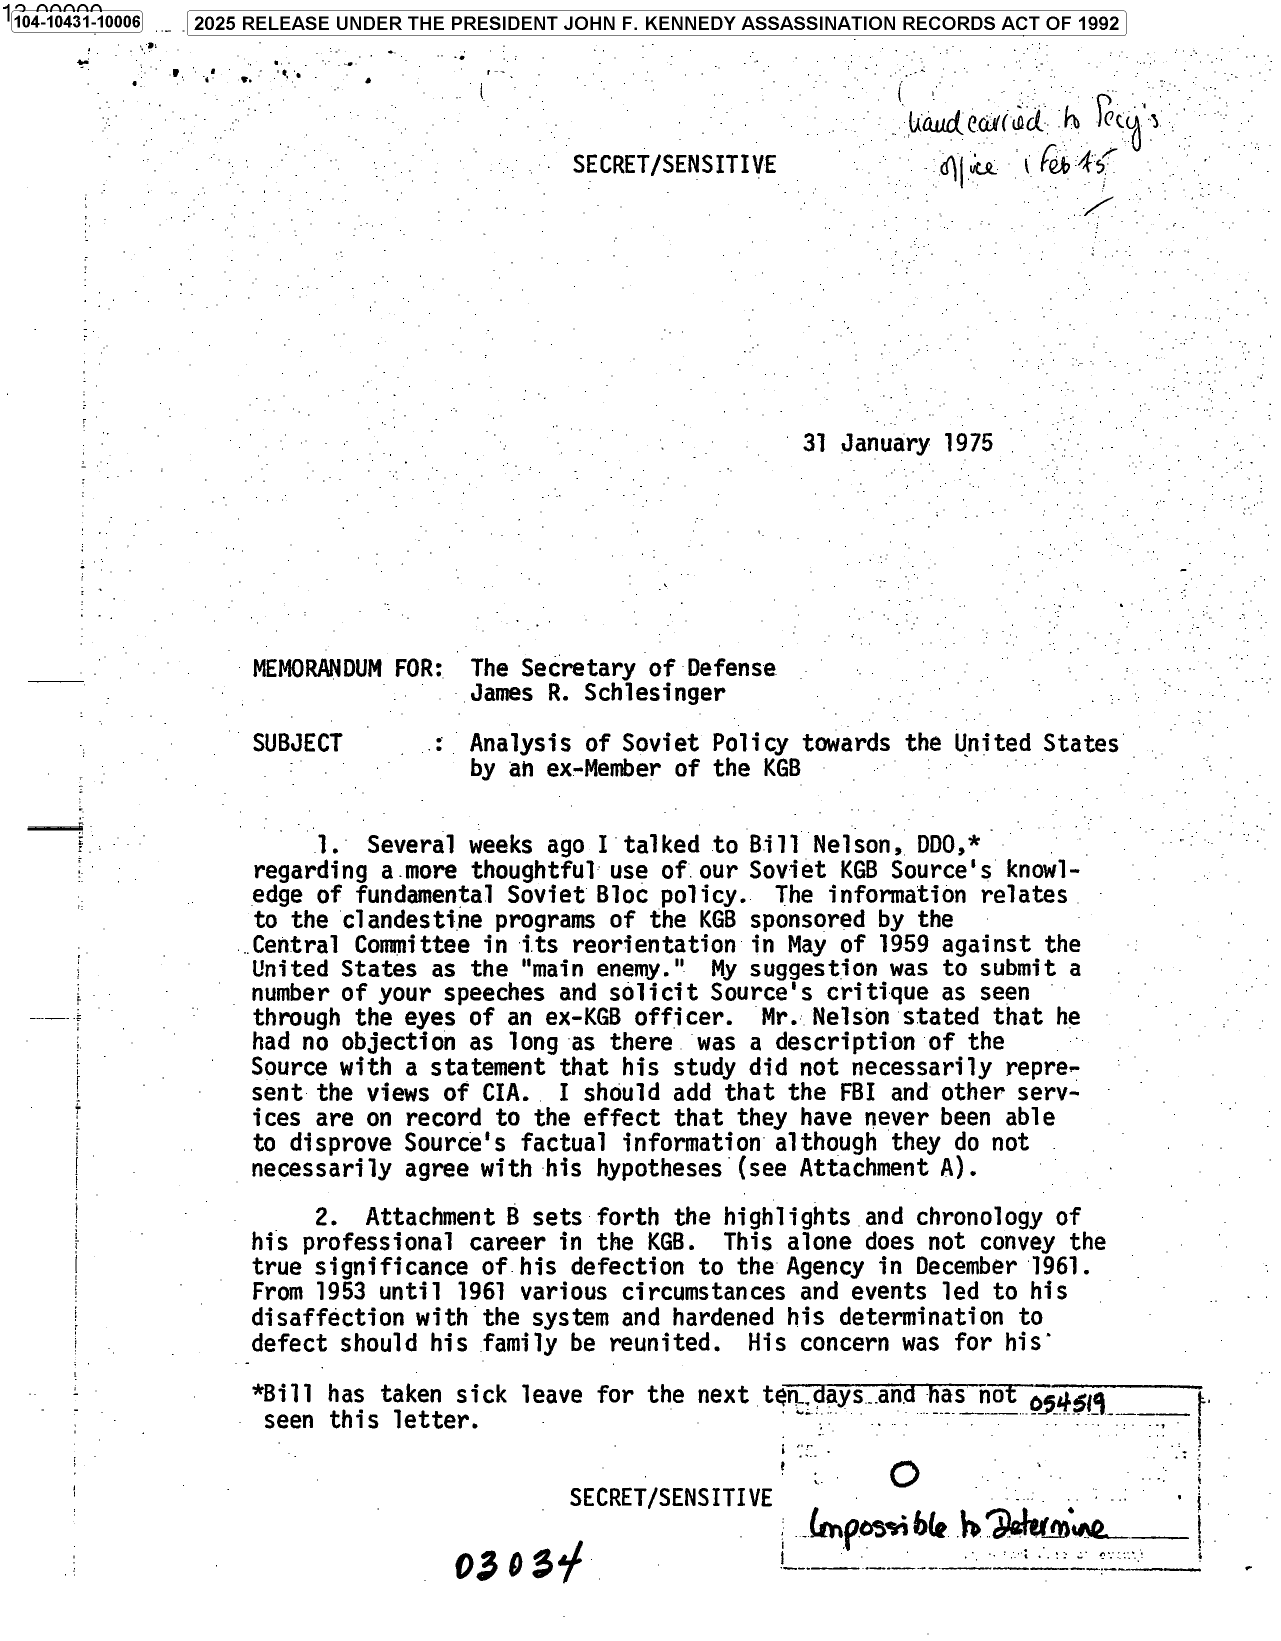 104-10431-10006
2025 RELEASE UNDER THE PRESIDENT JOHN F. KENNEDY ASSASSINATION RECORDS ACT OF 1992
hand carried to Secy's
office 1 Feb 75
SECRET/SENSITIVE
31 January 1975
MEMORANDUM FOR: The Secretary of Defense
James R. Schlesinger
SUBJECT : Analysis of Soviet Policy towards the United States
by an ex-Member of the KGB
1. Several weeks ago I talked to Bill Nelson, DDO,*
regarding a more thoughtful use of our Soviet KGB Source's knowl-
edge of fundamental Soviet Bloc policy. The information relates
to the clandestine programs of the KGB sponsored by the
Central Committee in its reorientation in May of 1959 against the
United States as the "main enemy." My suggestion was to submit a
number of your speeches and solicit Source's critique as seen
through the eyes of an ex-KGB officer. Mr. Nelson stated that he
had no objection as long as there was a description of the
Source with a statement that his study did not necessarily repre-
sent the views of CIA. I should add that the FBI and other serv-
ices are on record to the effect that they have never been able
to disprove Source's factual information although they do not
necessarily agree with his hypotheses (see Attachment A).
2. Attachment B sets forth the highlights and chronology of
his professional career in the KGB. This alone does not convey the
true significance of his defection to the Agency in December 1961.
From 1953 until 1961 various circumstances and events led to his
disaffection with the system and hardened his determination to
defect should his family be reunited. His concern was for his
*Bill has taken sick leave for the next ten days and has not
seen this letter.
054519
O
SECRET/SENSITIVE
Impossible to Determine
03034